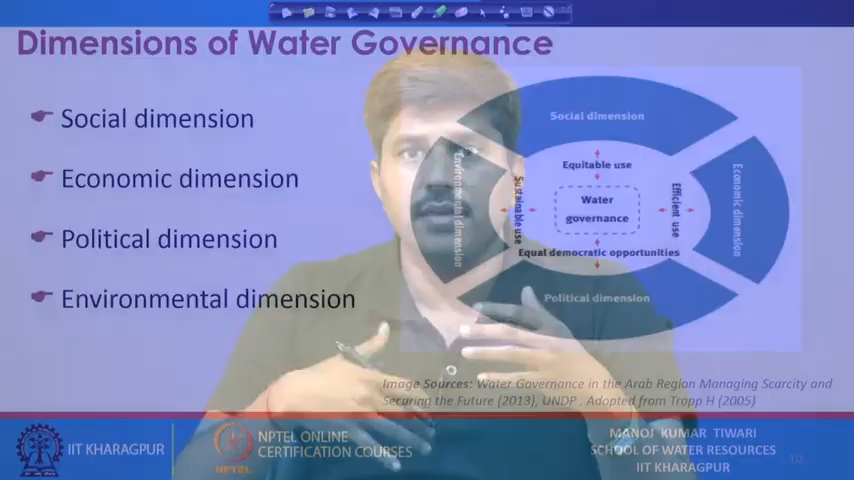 Dimensions of Water Governance
Social dimension
Economic dimension
Political dimension
Environmental dimension
Social dimension
Equitable use
Environmental dimension
Sustainable use
Water
governance
Efficient use
Economic dimension
Equal democratic opportunities
Political dimension
Image Sources: Water Governance in the Arab Region Managing Scarcity and
Securing the Future (2013), UNDP . Adopted from Tropp H (2005)
IIT KHARAGPUR
NPTEL
NPTEL ONLINE
CERTIFICATION COURSES
MANOJ KUMAR TIWARI
SCHOOL OF WATER RESOURCES
IIT KHARAGPUR
10